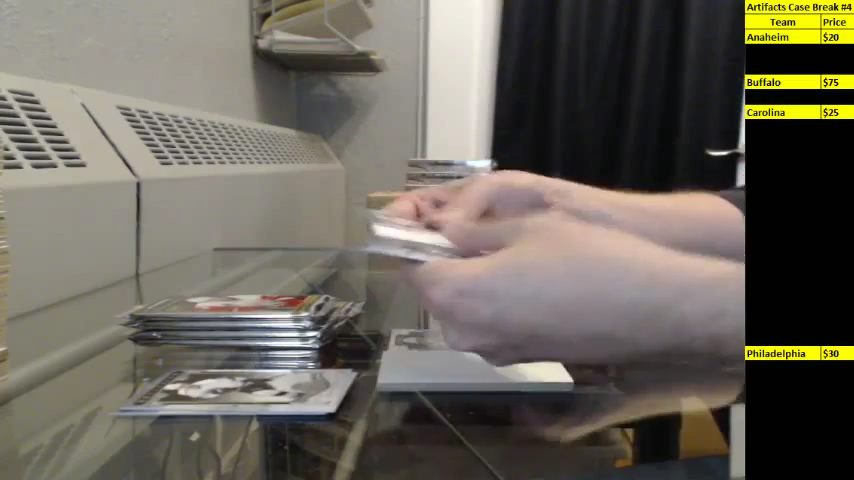 Artifacts Case Break #4
Team Price
Anaheim $20
Buffalo $75
Carolina $25
Philadelphia $30